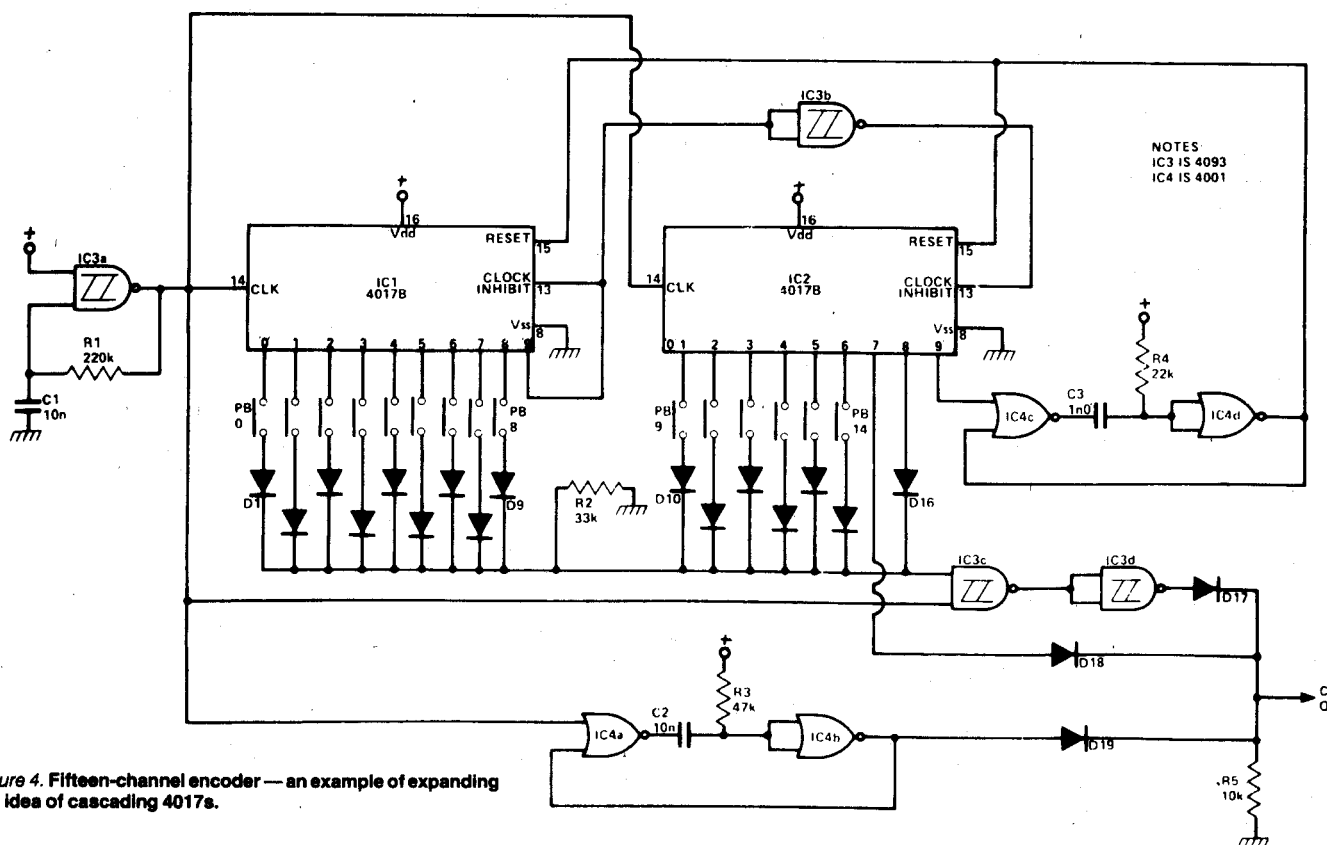 IC3b
NOTES
IC3 IS 4093
IC4 IS 4001
+
+
16
Vdd
RESET
15
16
Vdd
RESET
15
+
IC3a
14
CLK
IC1
4017B
CLOCK
INHIBIT
13
14
CLK
IC2
4017B
CLOCK
INHIBIT
13
Vss
8
Vss
8
+
R1
220k
C1
10n
0 1 2 3 4 5 6 7 8 9
0 1 2 3 4 5 6 7 8 9
R4
22k
C3
1n0
IC4c
IC4d
PB
0
PB
8
PB
9
PB
14
D1
D9
R2
33k
D10
D16
IC3c
IC3d
D17
D18
+
R3
47k
C2
10n
IC4a
IC4b
D19
R5
10k
ure 4. Fifteen-channel encoder — an example of expanding
idea of cascading 4017s.